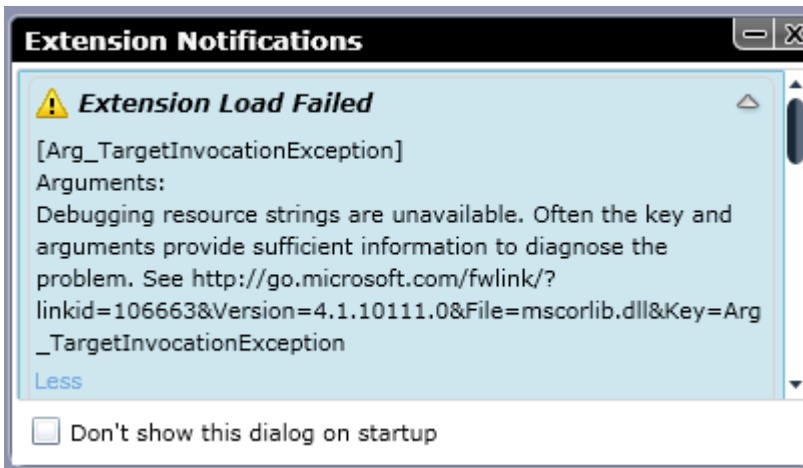 Extension Notifications
Extension Load Failed
[Arg_TargetInvocationException]
Arguments:
Debugging resource strings are unavailable. Often the key and
arguments provide sufficient information to diagnose the
problem. See http://go.microsoft.com/fwlink/?
linkid=106663&Version=4.1.10111.0&File=mscorlib.dll&Key=Arg
_TargetInvocationException
Less
Don't show this dialog on startup